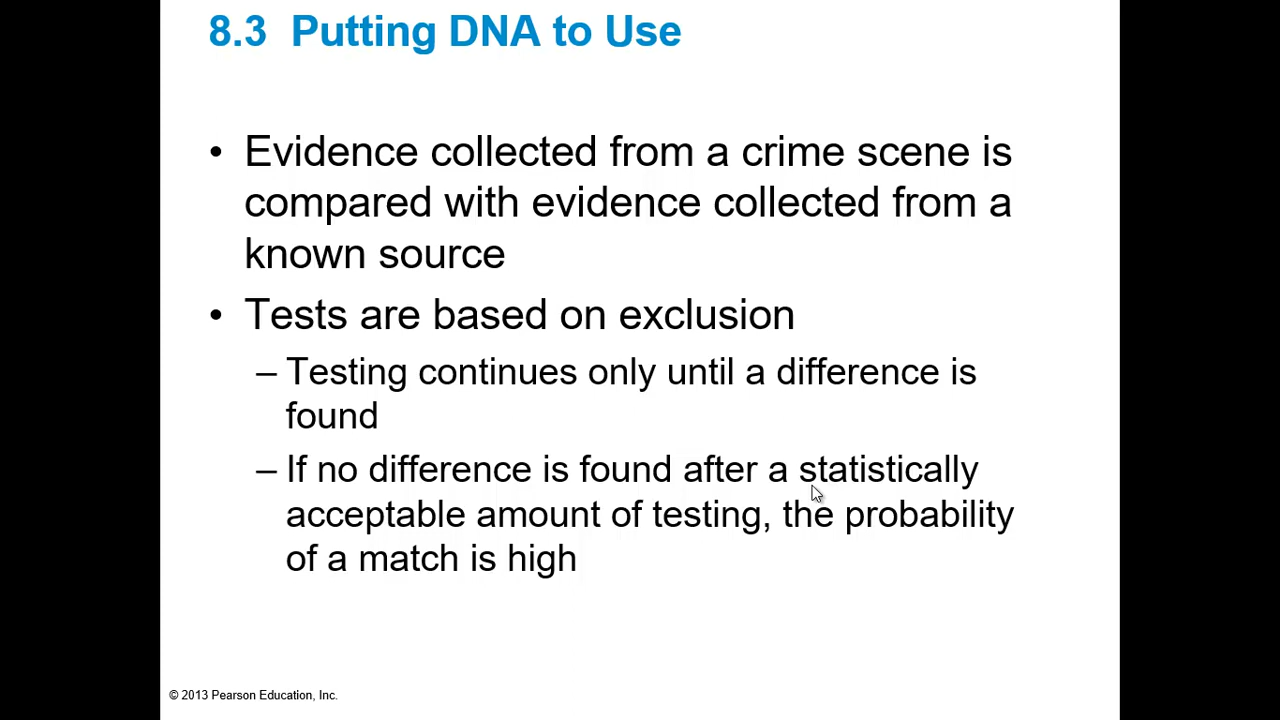 8.3 Putting DNA to Use
• Evidence collected from a crime scene is
compared with evidence collected from a
known source
• Tests are based on exclusion
– Testing continues only until a difference is
found
– If no difference is found after a statistically
acceptable amount of testing, the probability
of a match is high
© 2013 Pearson Education, Inc.